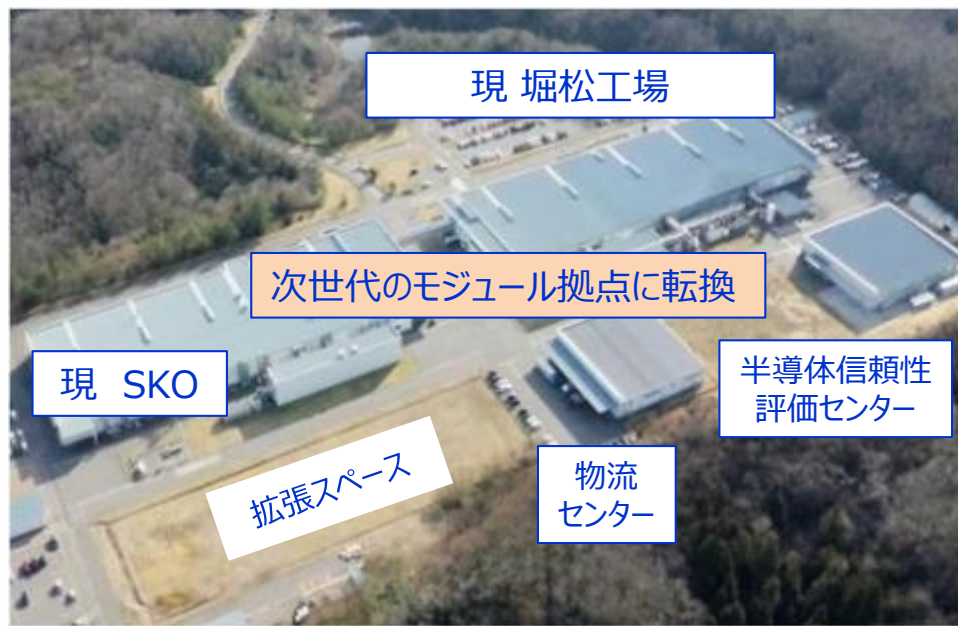 現 堀松工場
次世代のモジュール拠点に転換
現 SKO
半導体信頼性
評価センター
拡張スペース
物流
センター